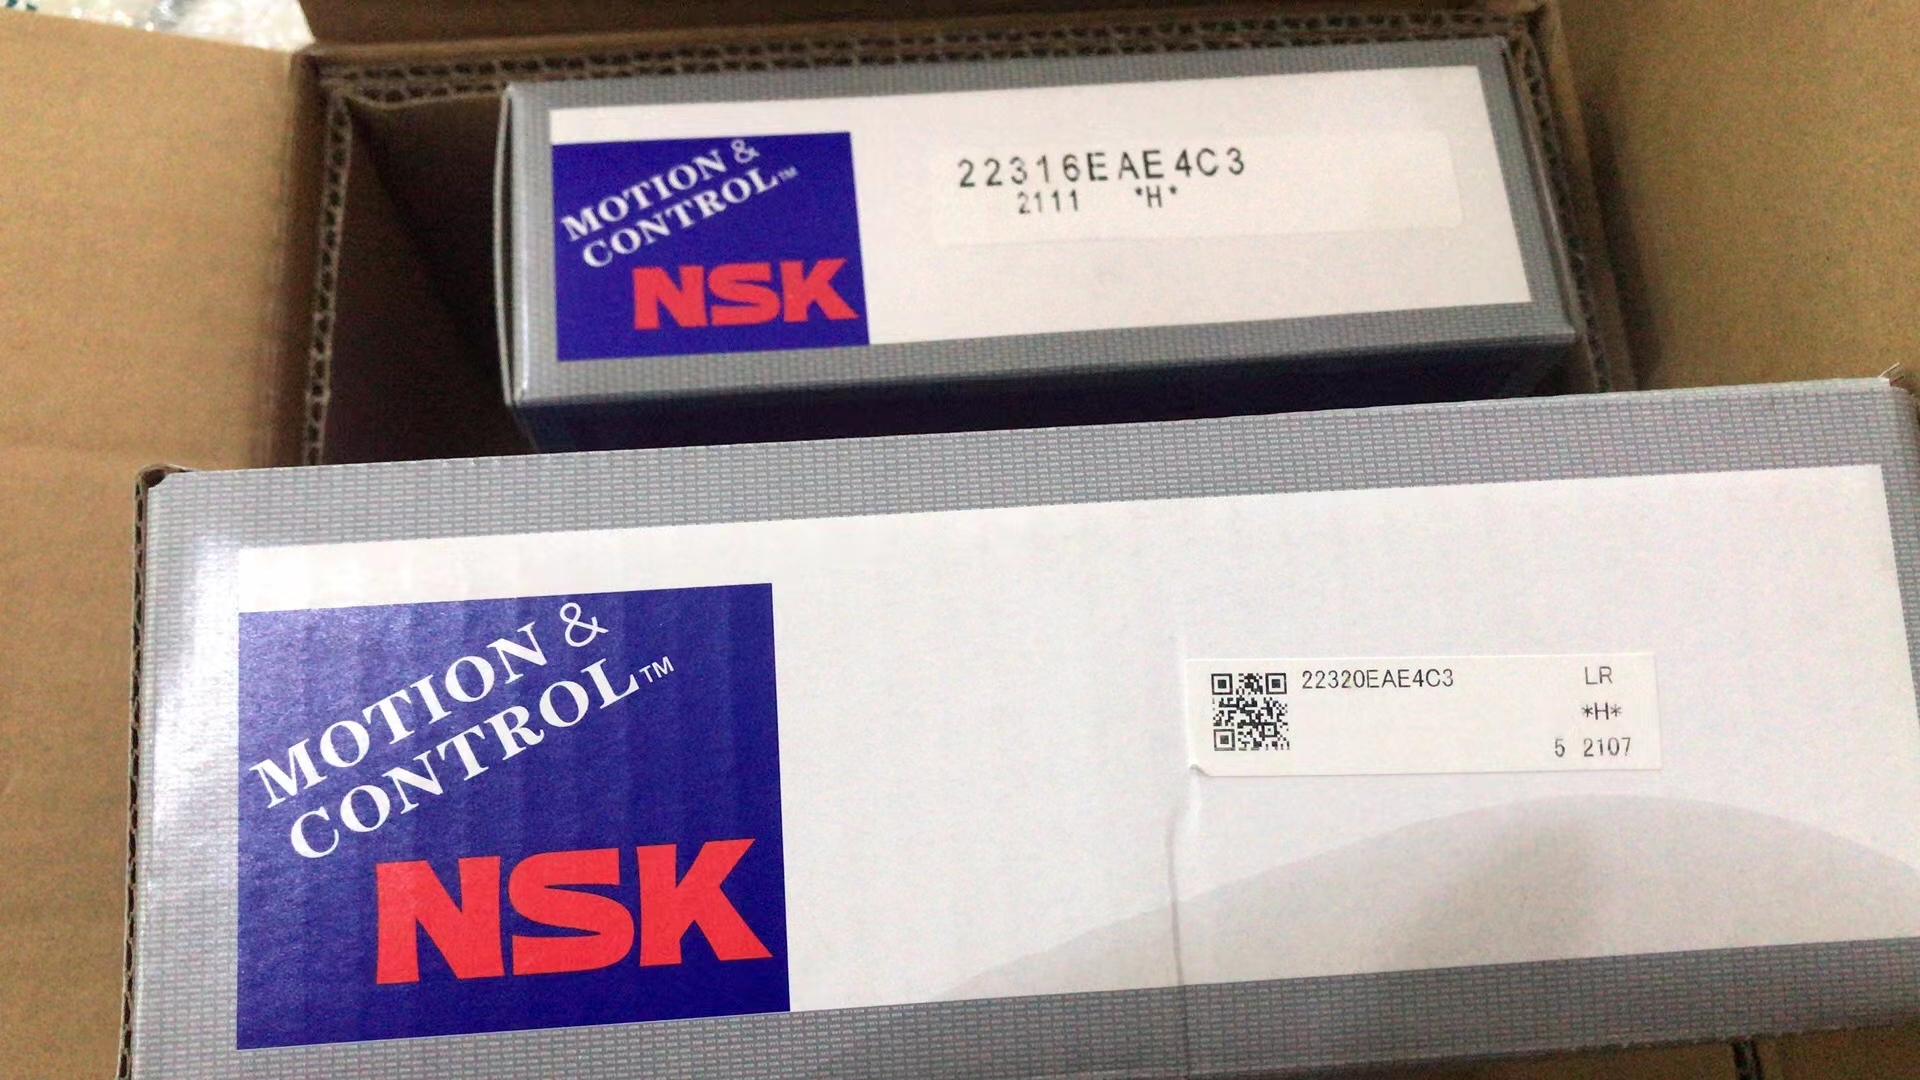 MOTION &
CONTROL™
NSK
22316EAE4C3
2111 *H*
MOTION &
CONTROL™
NSK
22320EAE4C3 LR
*H*
5 2107